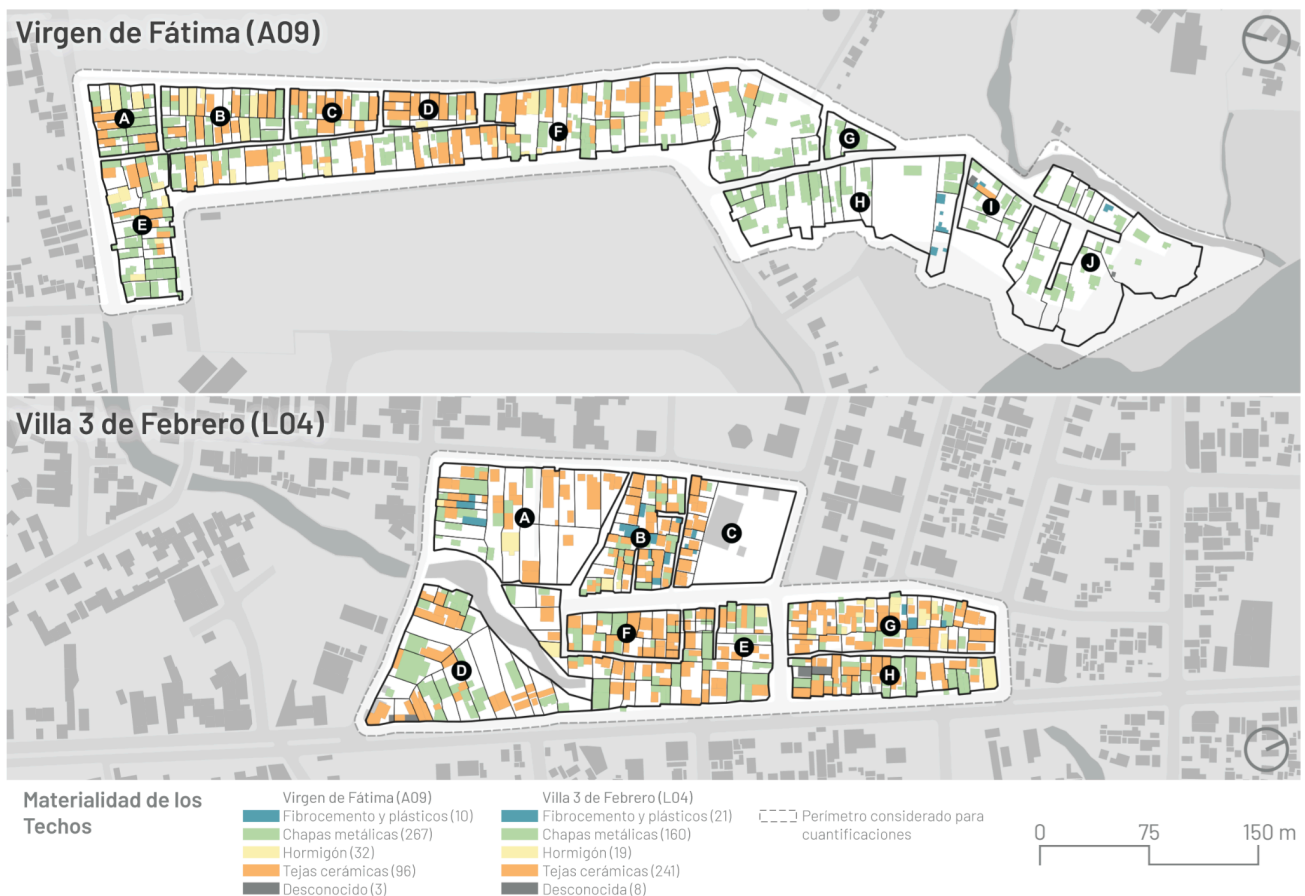 Virgen de Fátima (A09)
A
B
C
D
E
F
G
H
I
J
Villa 3 de Febrero (L04)
A
B
C
D
E
F
G
H
Materialidad de los
Techos
Virgen de Fátima (A09)
Fibrocemento y plásticos (10)
Chapas metálicas (267)
Hormigón (32)
Tejas cerámicas (96)
Desconocido (3)
Villa 3 de Febrero (L04)
Fibrocemento y plásticos (21)
Chapas metálicas (160)
Hormigón (19)
Tejas cerámicas (241)
Desconocida (8)
Perimetro considerado para
cuantificaciones
0 75 150 m